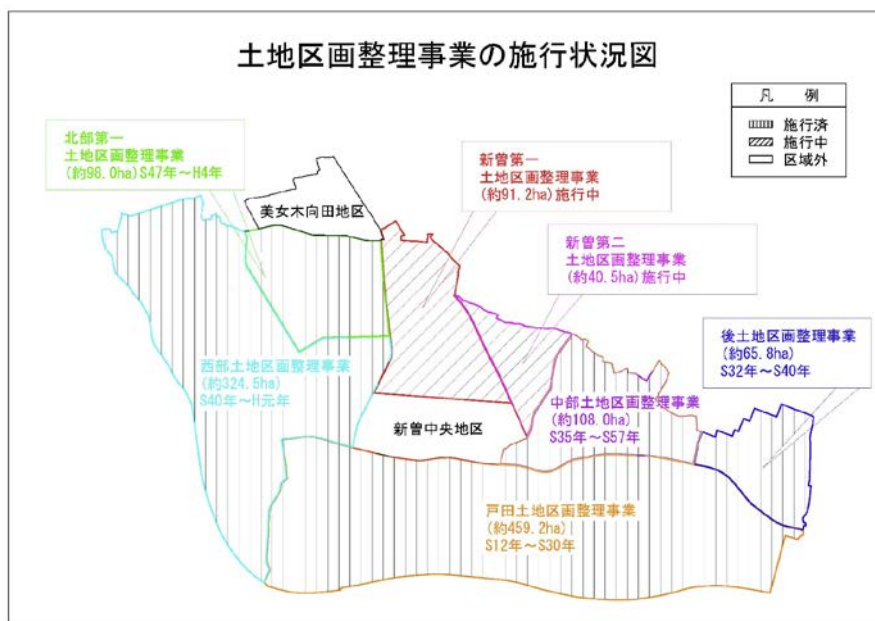 土地区画整理事業の施行状況図
凡 例
施行済
施行中
区域外
北部第一
土地区画整理事業
(約98.0ha)S47年～H4年
美女木向田地区
新曽第一
土地区画整理事業
(約91.2ha)施行中
新曽第二
土地区画整理事業
(約40.5ha)施行中
後土地区画整理事業
(約65.8ha)
S32年～S40年
西部土地区画整理事業
(約324.5ha)
S40年～H元年
中部土地区画整理事業
(約108.0ha)
S35年～S57年
新曽中央地区
戸田土地区画整理事業
(約459.2ha)
S12年～S30年